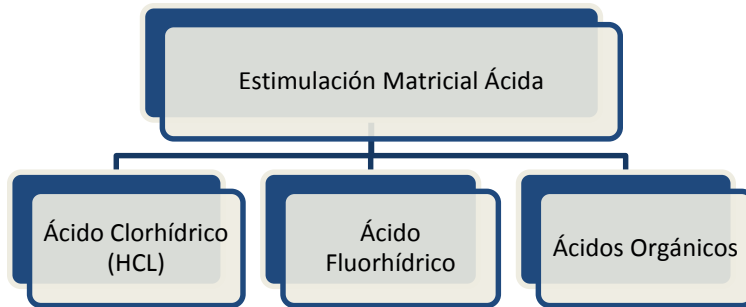 Estimulación Matricial Ácida
Ácido Clorhídrico
(HCL)
Ácido
Fluorhídrico
Ácidos Orgánicos